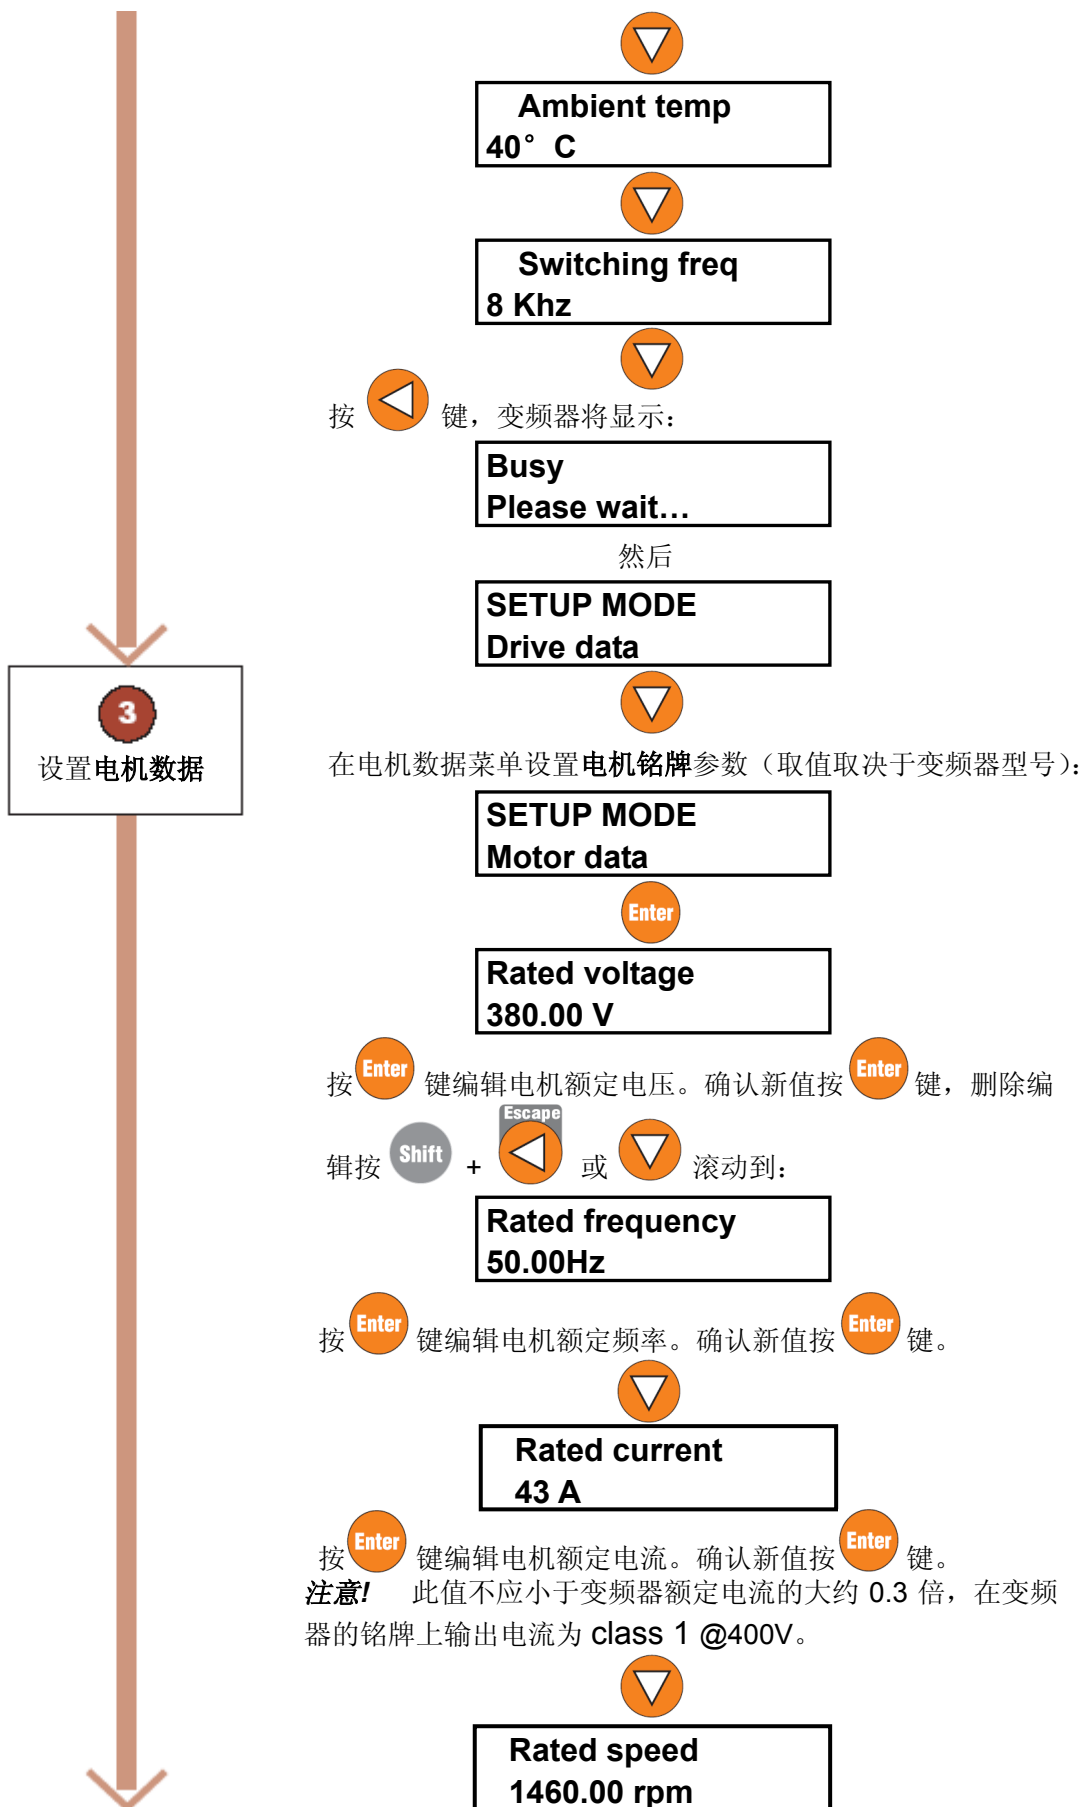 Ambient temp
40° C
Switching freq
8 Khz
按 键，变频器将显示：
Busy
Please wait…
然后
SETUP MODE
Drive data
3
设置电机数据
在电机数据菜单设置电机铭牌参数（取值取决于变频器型号）：
SETUP MODE
Motor data
Enter
Rated voltage
380.00 V
按 Enter 键编辑电机额定电压。确认新值按 Enter 键，删除编
Escape
辑按 Shift + 或 滚动到：
Rated frequency
50.00Hz
按 Enter 键编辑电机额定频率。确认新值按 Enter 键。
Rated current
43 A
按 Enter 键编辑电机额定电流。确认新值按 Enter 键。
注意! 此值不应小于变频器额定电流的大约 0.3 倍，在变频
器的铭牌上输出电流为 class 1 @400V。
Rated speed
1460.00 rpm